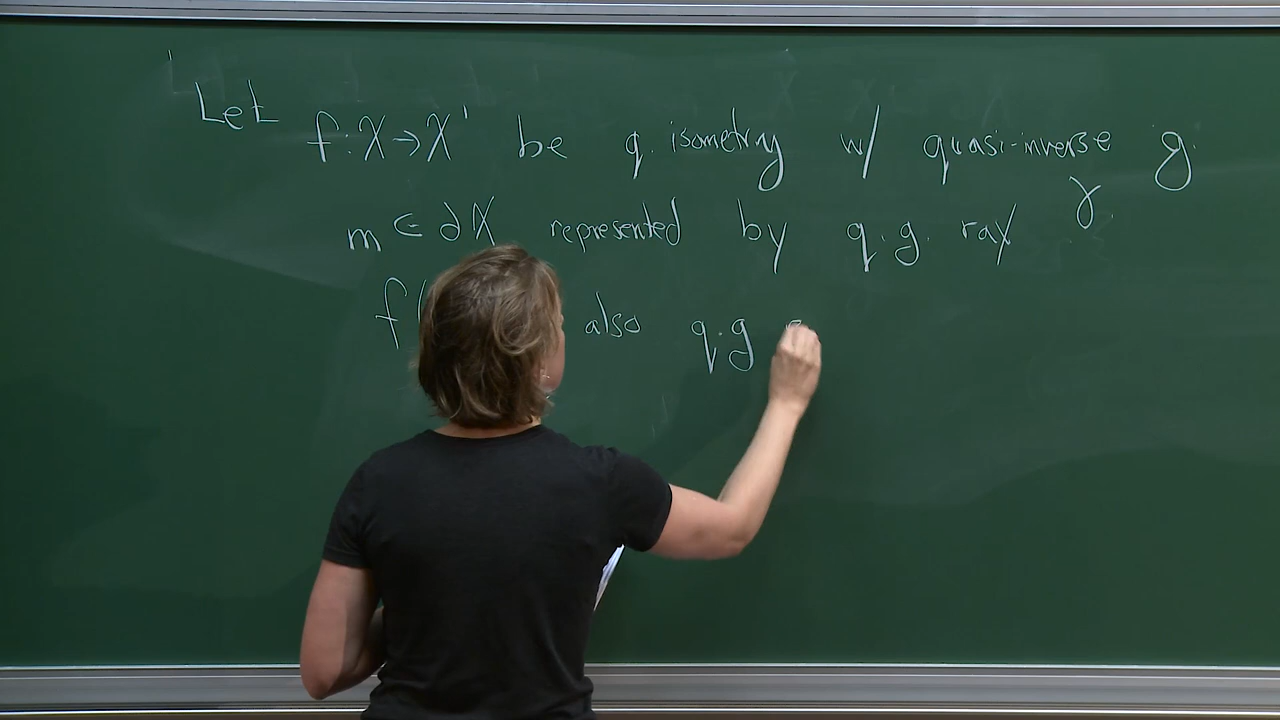 Let f: X → X' be q. isometry w/ quasi-inverse g.
m ∈ ∂X represented by q.g. ray γ.
f( also q.g